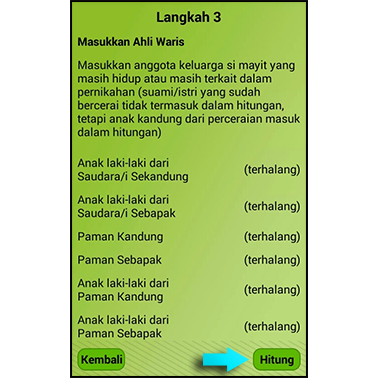 Langkah 3
Masukkan Ahli Waris
Masukkan anggota keluarga si mayit yang
masih hidup atau masih terkait dalam
pernikahan (suami/istri yang sudah
bercerai tidak termasuk dalam hitungan,
tetapi anak kandung dari perceraian masuk
dalam hitungan)
Anak laki-laki dari
Saudara/i Sekandung (terhalang)
Anak laki-laki dari
Saudara/i Sebapak (terhalang)
Paman Kandung (terhalang)
Paman Sebapak (terhalang)
Anak laki-laki dari
Paman Kandung (terhalang)
Anak laki-laki dari
Paman Sebapak (terhalang)
Kembali Hitung